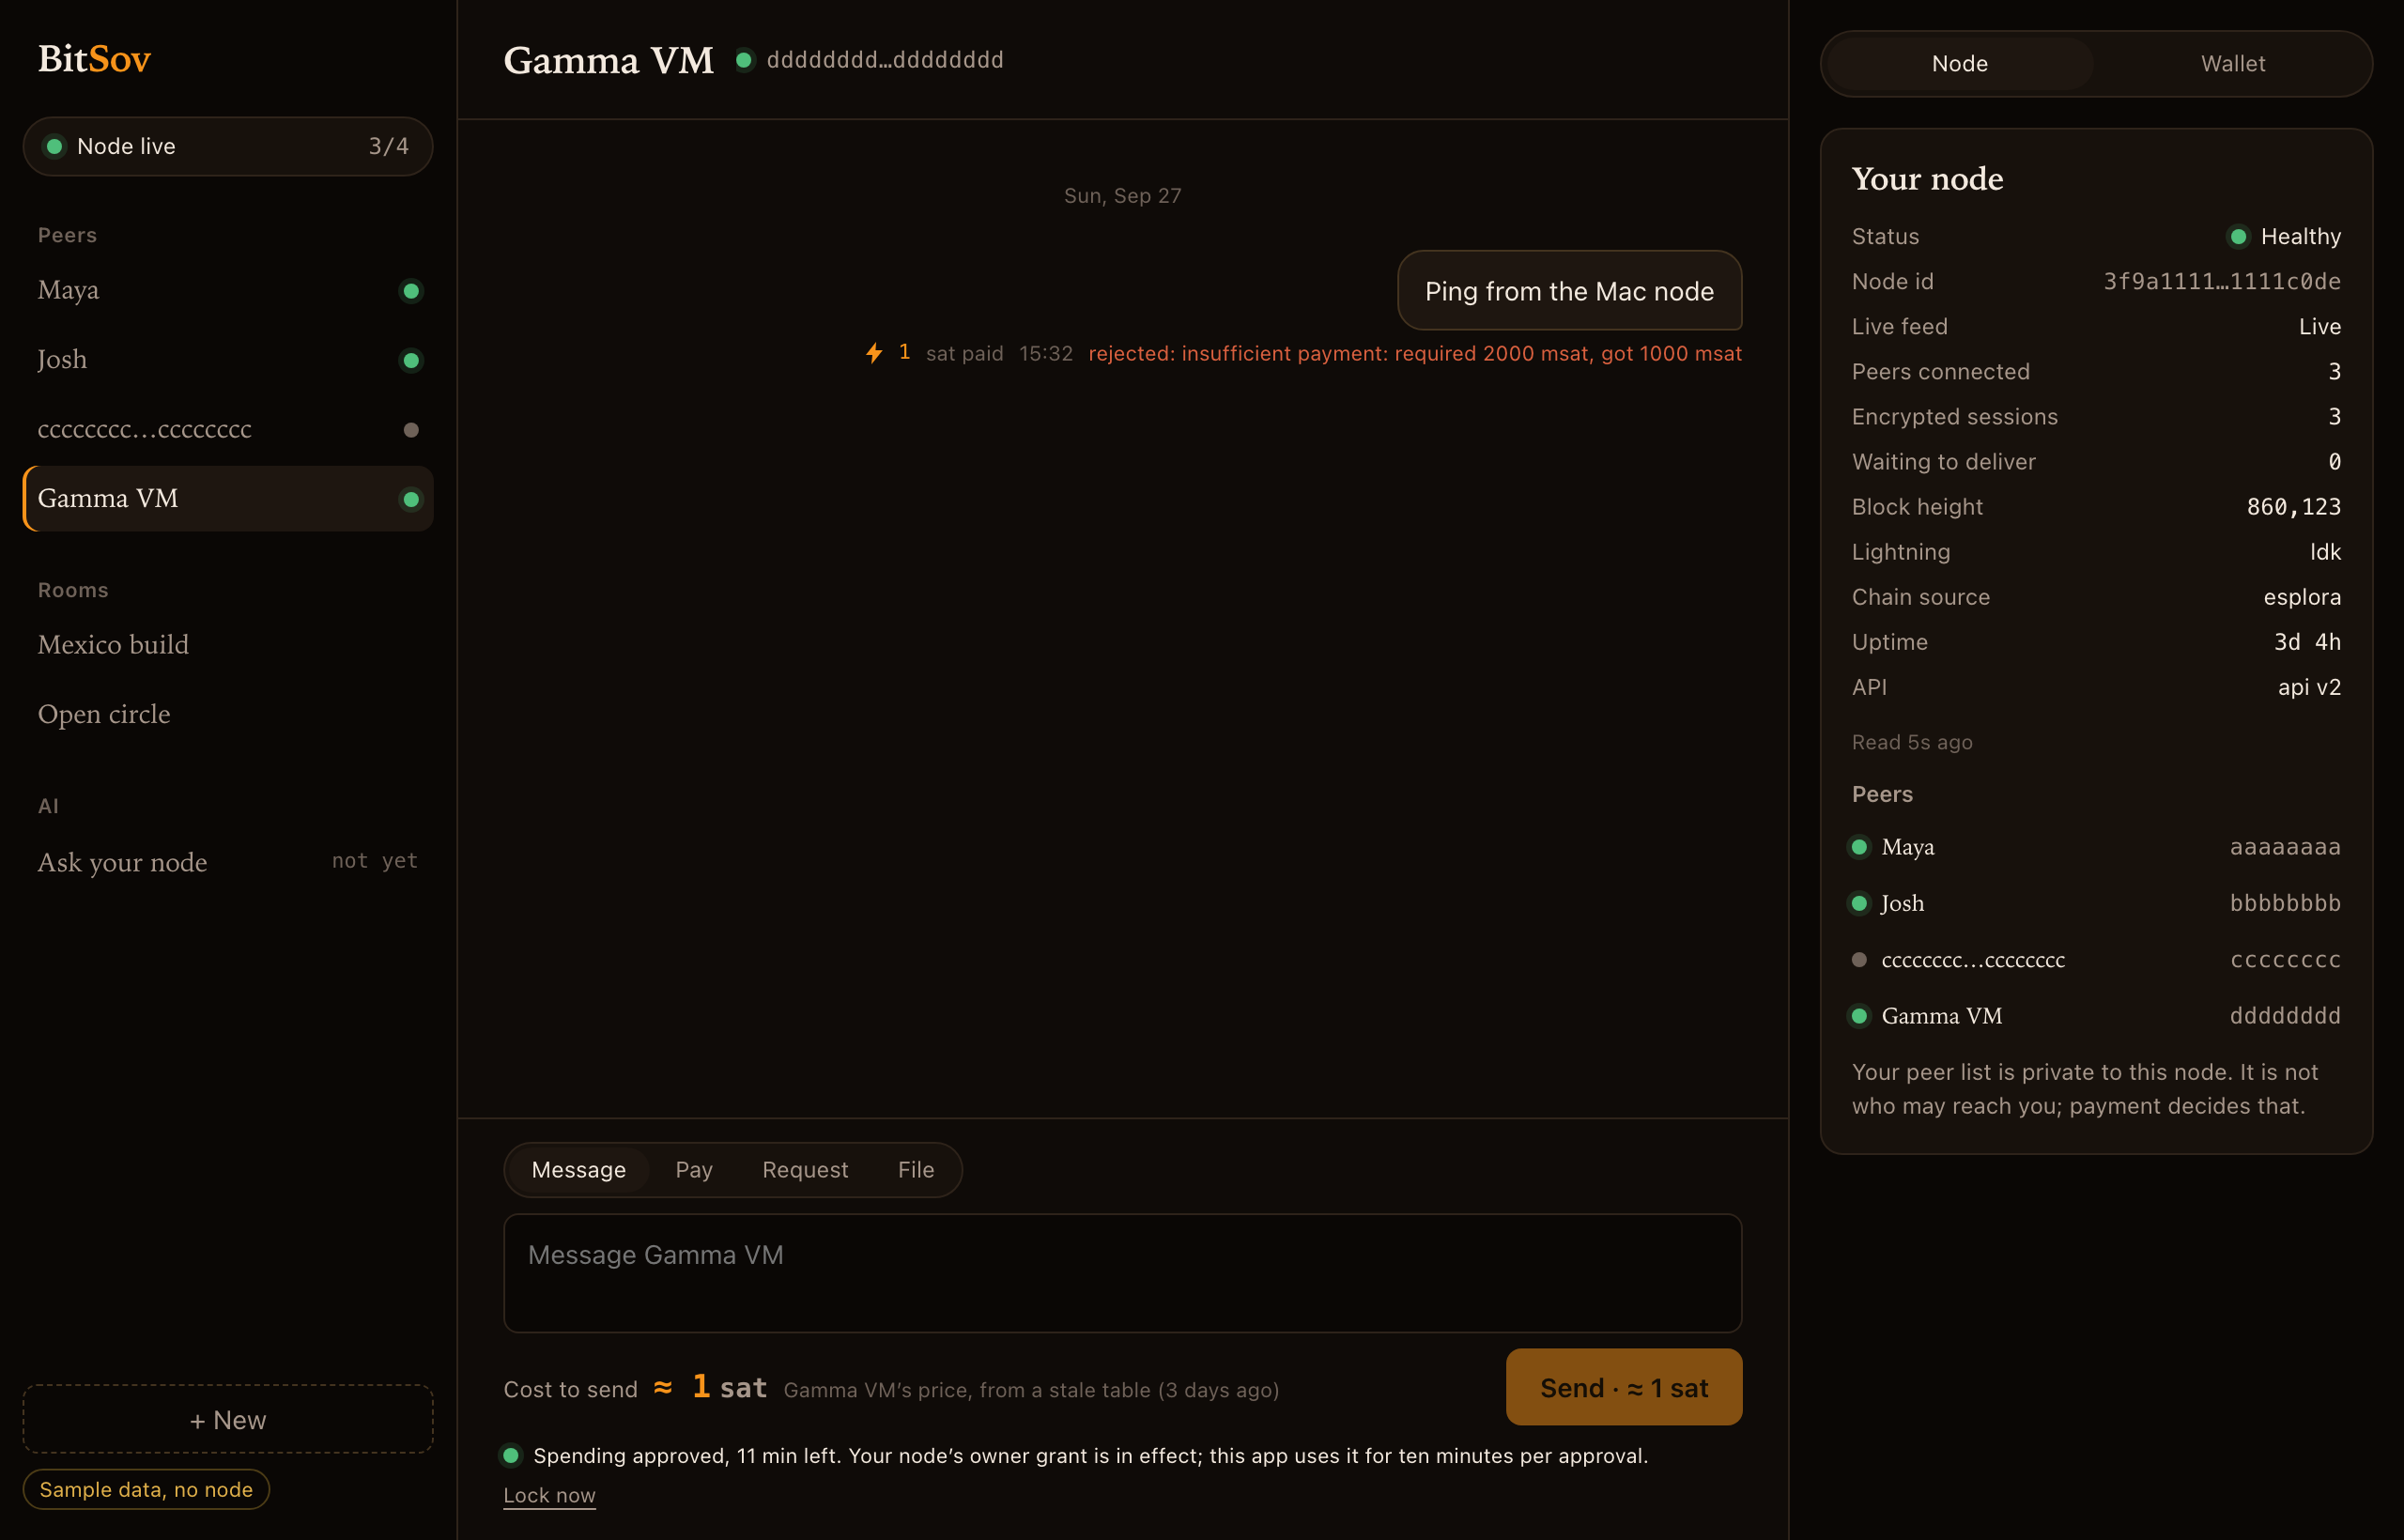 BitSov
Node live 3/4
Peers
Maya
Josh
cccccccc…cccccccc
Gamma VM
Rooms
Mexico build
Open circle
AI
Ask your node not yet
+ New
Sample data, no node
Gamma VM dddddddd…dddddddd
Sun, Sep 27
Ping from the Mac node
1 sat paid 15:32 rejected: insufficient payment: required 2000 msat, got 1000 msat
Message Pay Request File
Message Gamma VM
Cost to send ≈ 1 sat Gamma VM’s price, from a stale table (3 days ago)
Send · ≈ 1 sat
Spending approved, 11 min left. Your node’s owner grant is in effect; this app uses it for ten minutes per approval.
Lock now
Node Wallet
Your node
Status Healthy
Node id 3f9a1111…1111c0de
Live feed Live
Peers connected 3
Encrypted sessions 3
Waiting to deliver 0
Block height 860,123
Lightning ldk
Chain source esplora
Uptime 3d 4h
API api v2
Read 5s ago
Peers
Maya aaaaaaaa
Josh bbbbbbbb
cccccccc…cccccccc cccccccc
Gamma VM dddddddd
Your peer list is private to this node. It is not
who may reach you; payment decides that.